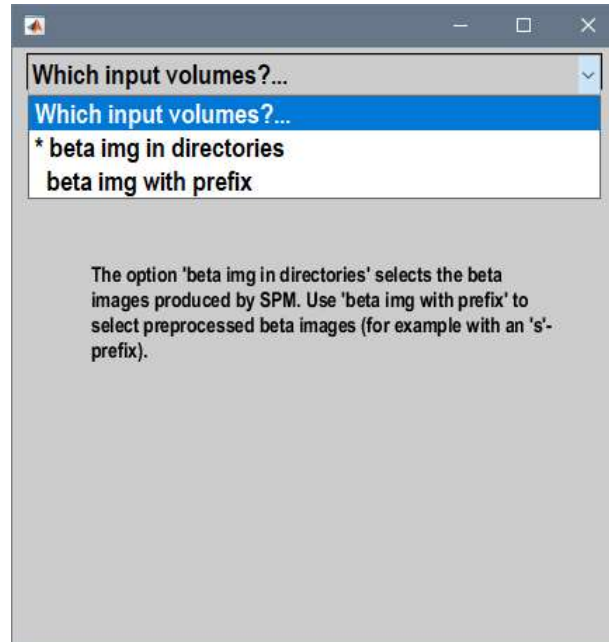 Which input volumes?...
Which input volumes?...
* beta img in directories
beta img with prefix
The option 'beta img in directories' selects the beta
images produced by SPM. Use 'beta img with prefix' to
select preprocessed beta images (for example with an 's'-
prefix).